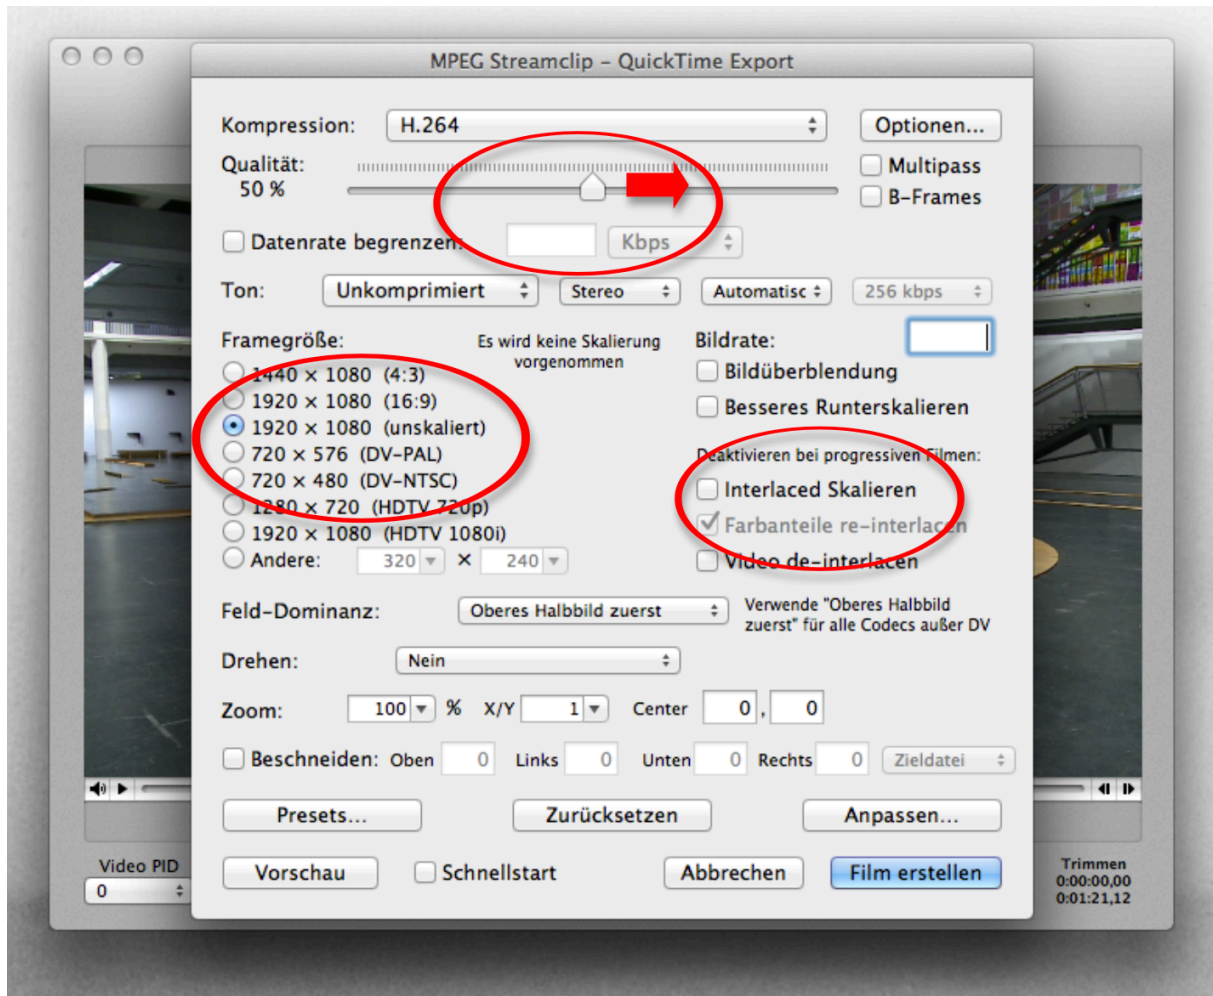 MPEG Streamclip – QuickTime Export
Kompression: H.264 Optionen...
Qualität: Multipass
50 % B-Frames
Datenrate begrenzen: Kbps
Ton: Unkomprimiert Stereo Automatisc 256 kbps
Framegröße: Es wird keine Skalierung Bildrate:
vorgenommen
1440 × 1080 (4:3) Bildüberblendung
1920 × 1080 (16:9) Besseres Runterskalieren
1920 × 1080 (unskaliert)
720 × 576 (DV-PAL) Deaktivieren bei progressiven Filmen:
720 × 480 (DV-NTSC) Interlaced Skalieren
1280 × 720 (HDTV 720p) Farbanteile re-interlacen
1920 × 1080 (HDTV 1080i)
Andere: 320 × 240 Video de-interlacen
Feld-Dominanz: Oberes Halbbild zuerst Verwende "Oberes Halbbild
zuerst" für alle Codecs außer DV
Drehen: Nein
Zoom: 100 % X/Y 1 Center 0 , 0
Beschneiden: Oben 0 Links 0 Unten 0 Rechts 0 Zieldatei
Presets... Zurücksetzen Anpassen...
Vorschau Schnellstart Abbrechen Film erstellen
Video PID
0
Trimmen
0:00:00,00
0:01:21,12